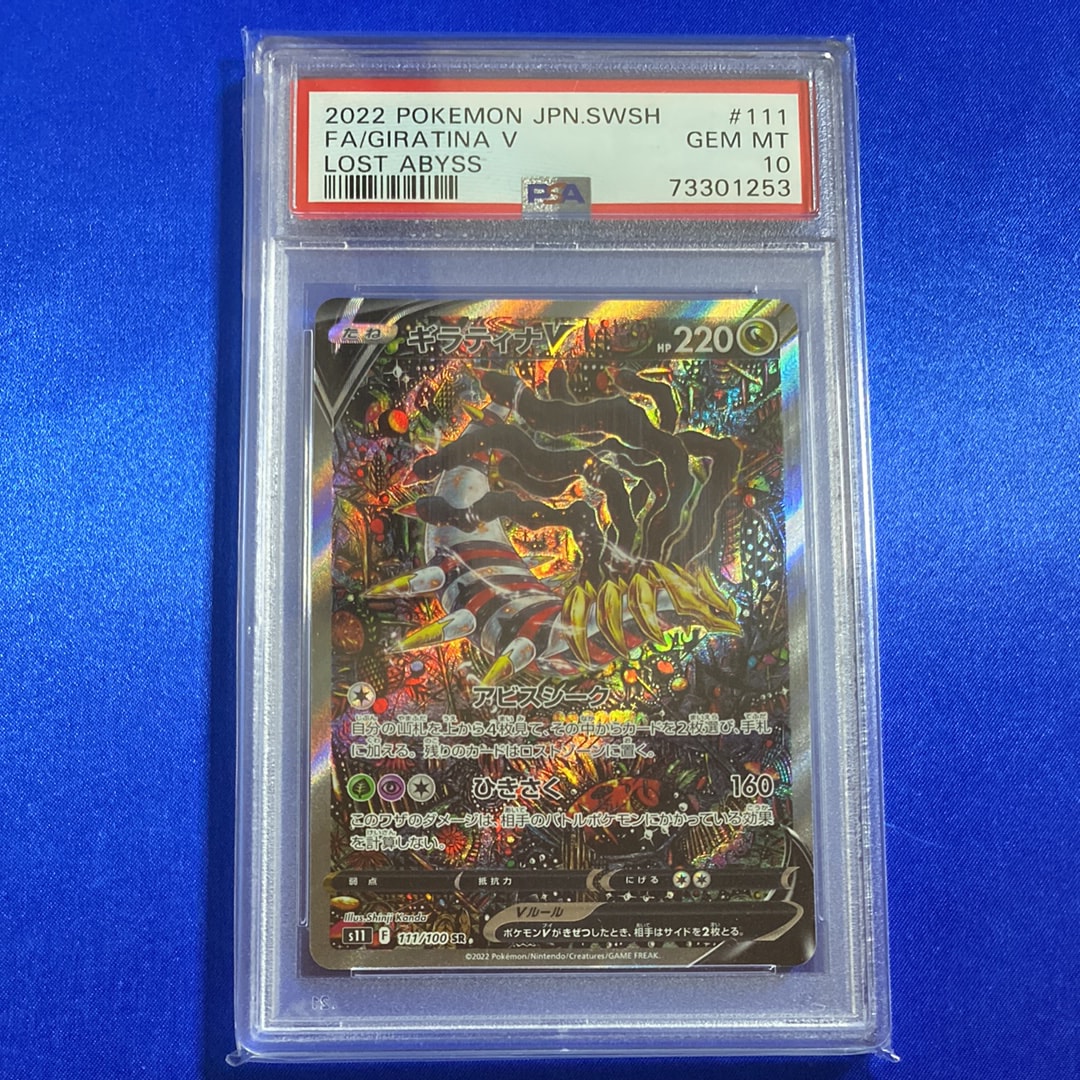 2022 POKEMON JPN.SWSH #111
FA/GIRATINA V GEM MT
LOST ABYSS 10
PSA 73301253
たね ギラティナV HP 220
アビスシーク
自分の山札を上から4枚見て、その中からカードを2枚選び、手札
に加える。残りのカードはロストゾーンに置く。
ひきさく 160
このワザのダメージは、相手のバトルポケモンにかかっている効果
を計算しない。
弱点 抵抗力 にげる
Illus. Shinji Kanda
Vルール
s11 F 111/100 SR ポケモンVがきぜつしたとき、相手はサイドを2枚とる。
©2022 Pokémon/Nintendo/Creatures/GAME FREAK.